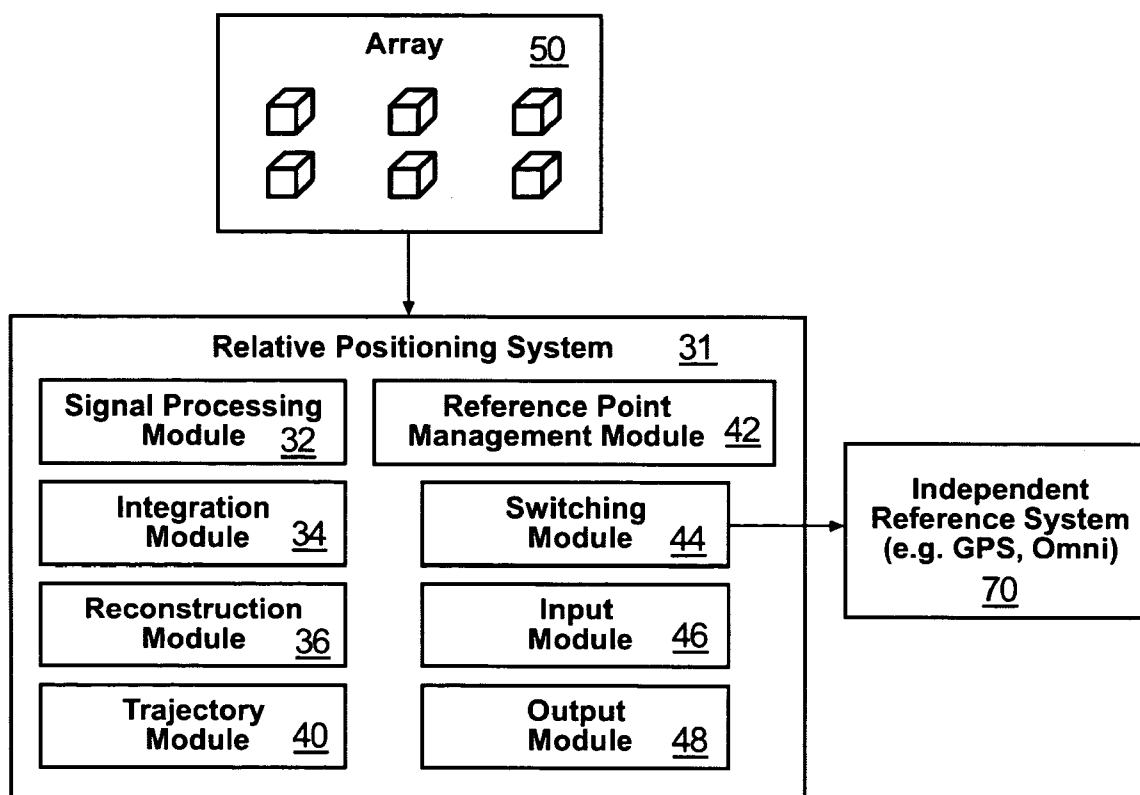 Array 50
Relative Positioning System 31
Signal Processing
Module 32
Reference Point
Management Module 42
Integration
Module 34
Switching
Module 44
Reconstruction
Module 36
Input
Module 46
Trajectory
Module 40
Output
Module 48
Independent
Reference System
(e.g. GPS, Omni)
70